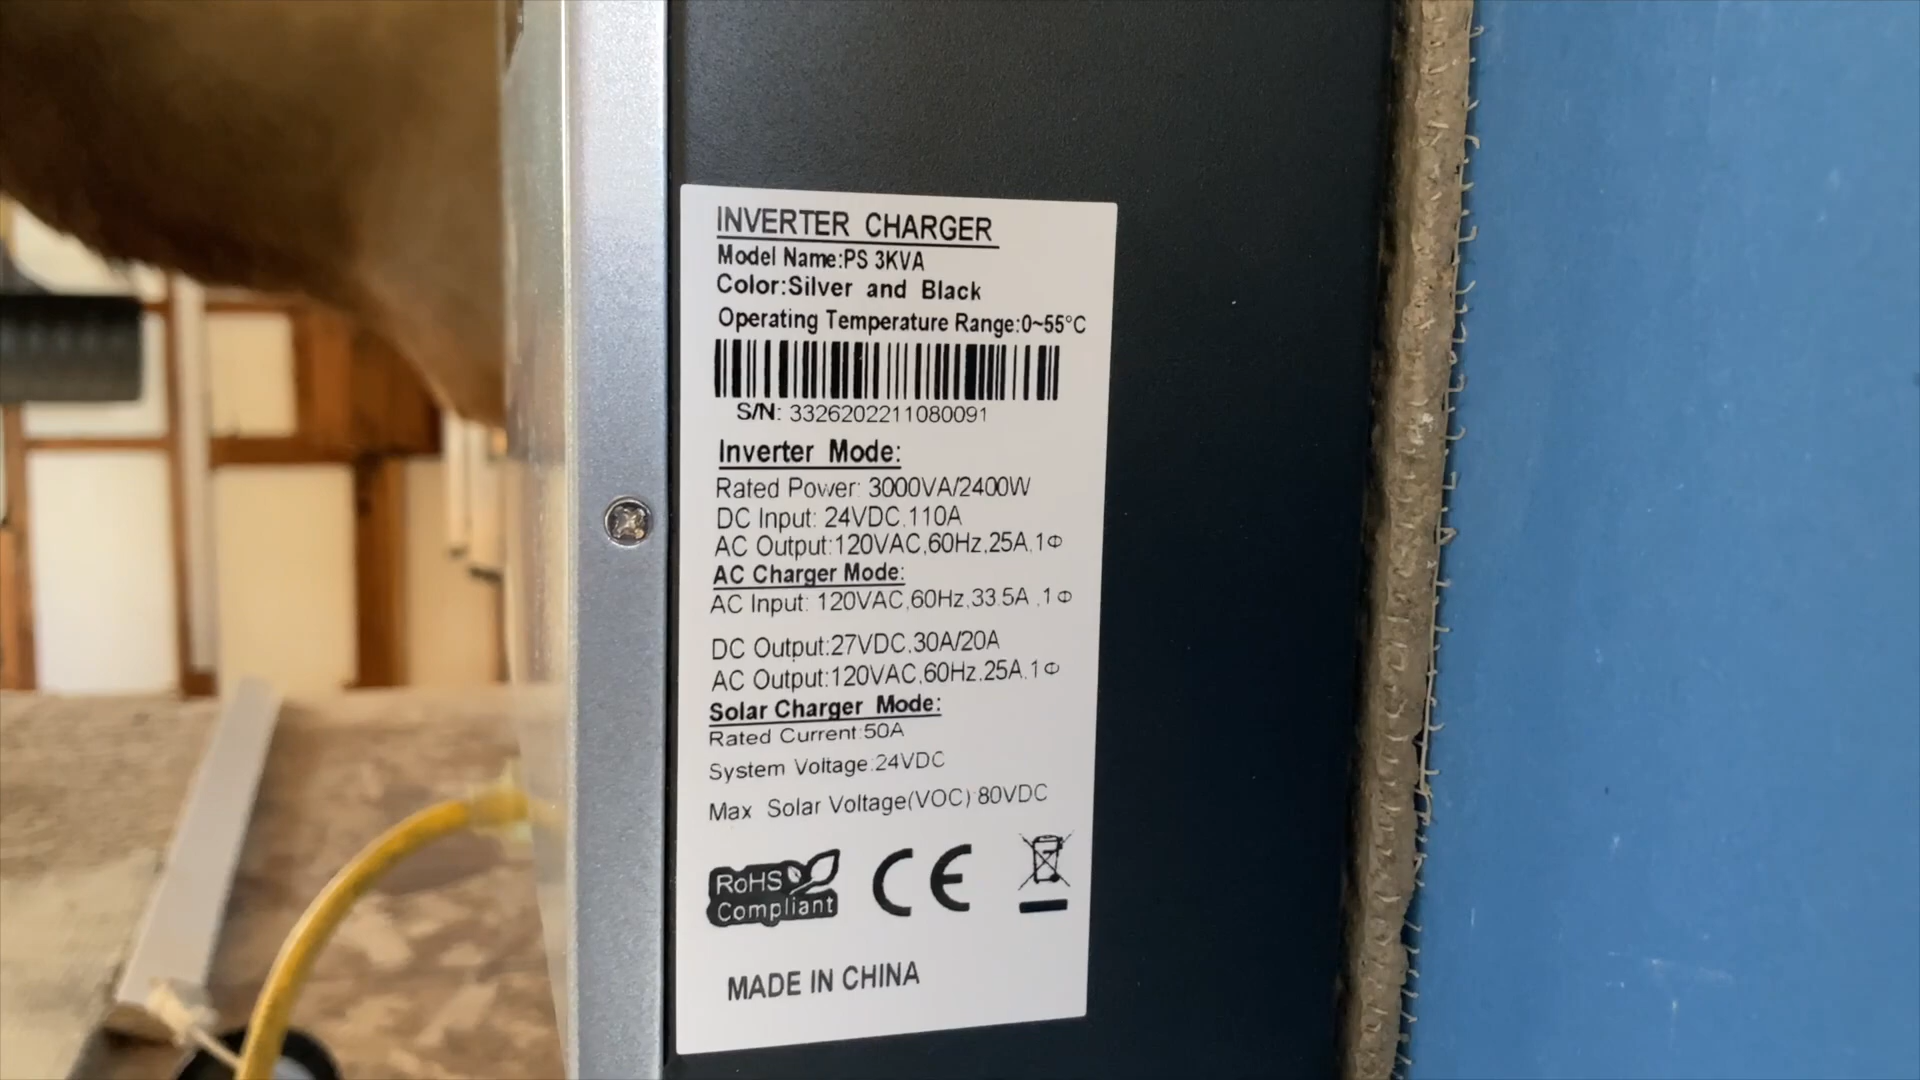 INVERTER CHARGER
Model Name:PS 3KVA
Color:Silver and Black
Operating Temperature Range:0~55°C
S/N: 3326202211080091
Inverter Mode:
Rated Power: 3000VA/2400W
DC Input: 24VDC,110A
AC Output:120VAC,60Hz,25A,1Φ
AC Charger Mode:
AC Input: 120VAC,60Hz,33.5A ,1Φ
DC Output:27VDC,30A/20A
AC Output:120VAC,60Hz,25A,1Φ
Solar Charger Mode:
Rated Current:50A
System Voltage:24VDC
Max Solar Voltage(VOC):80VDC
RoHS
Compliant
CE
MADE IN CHINA